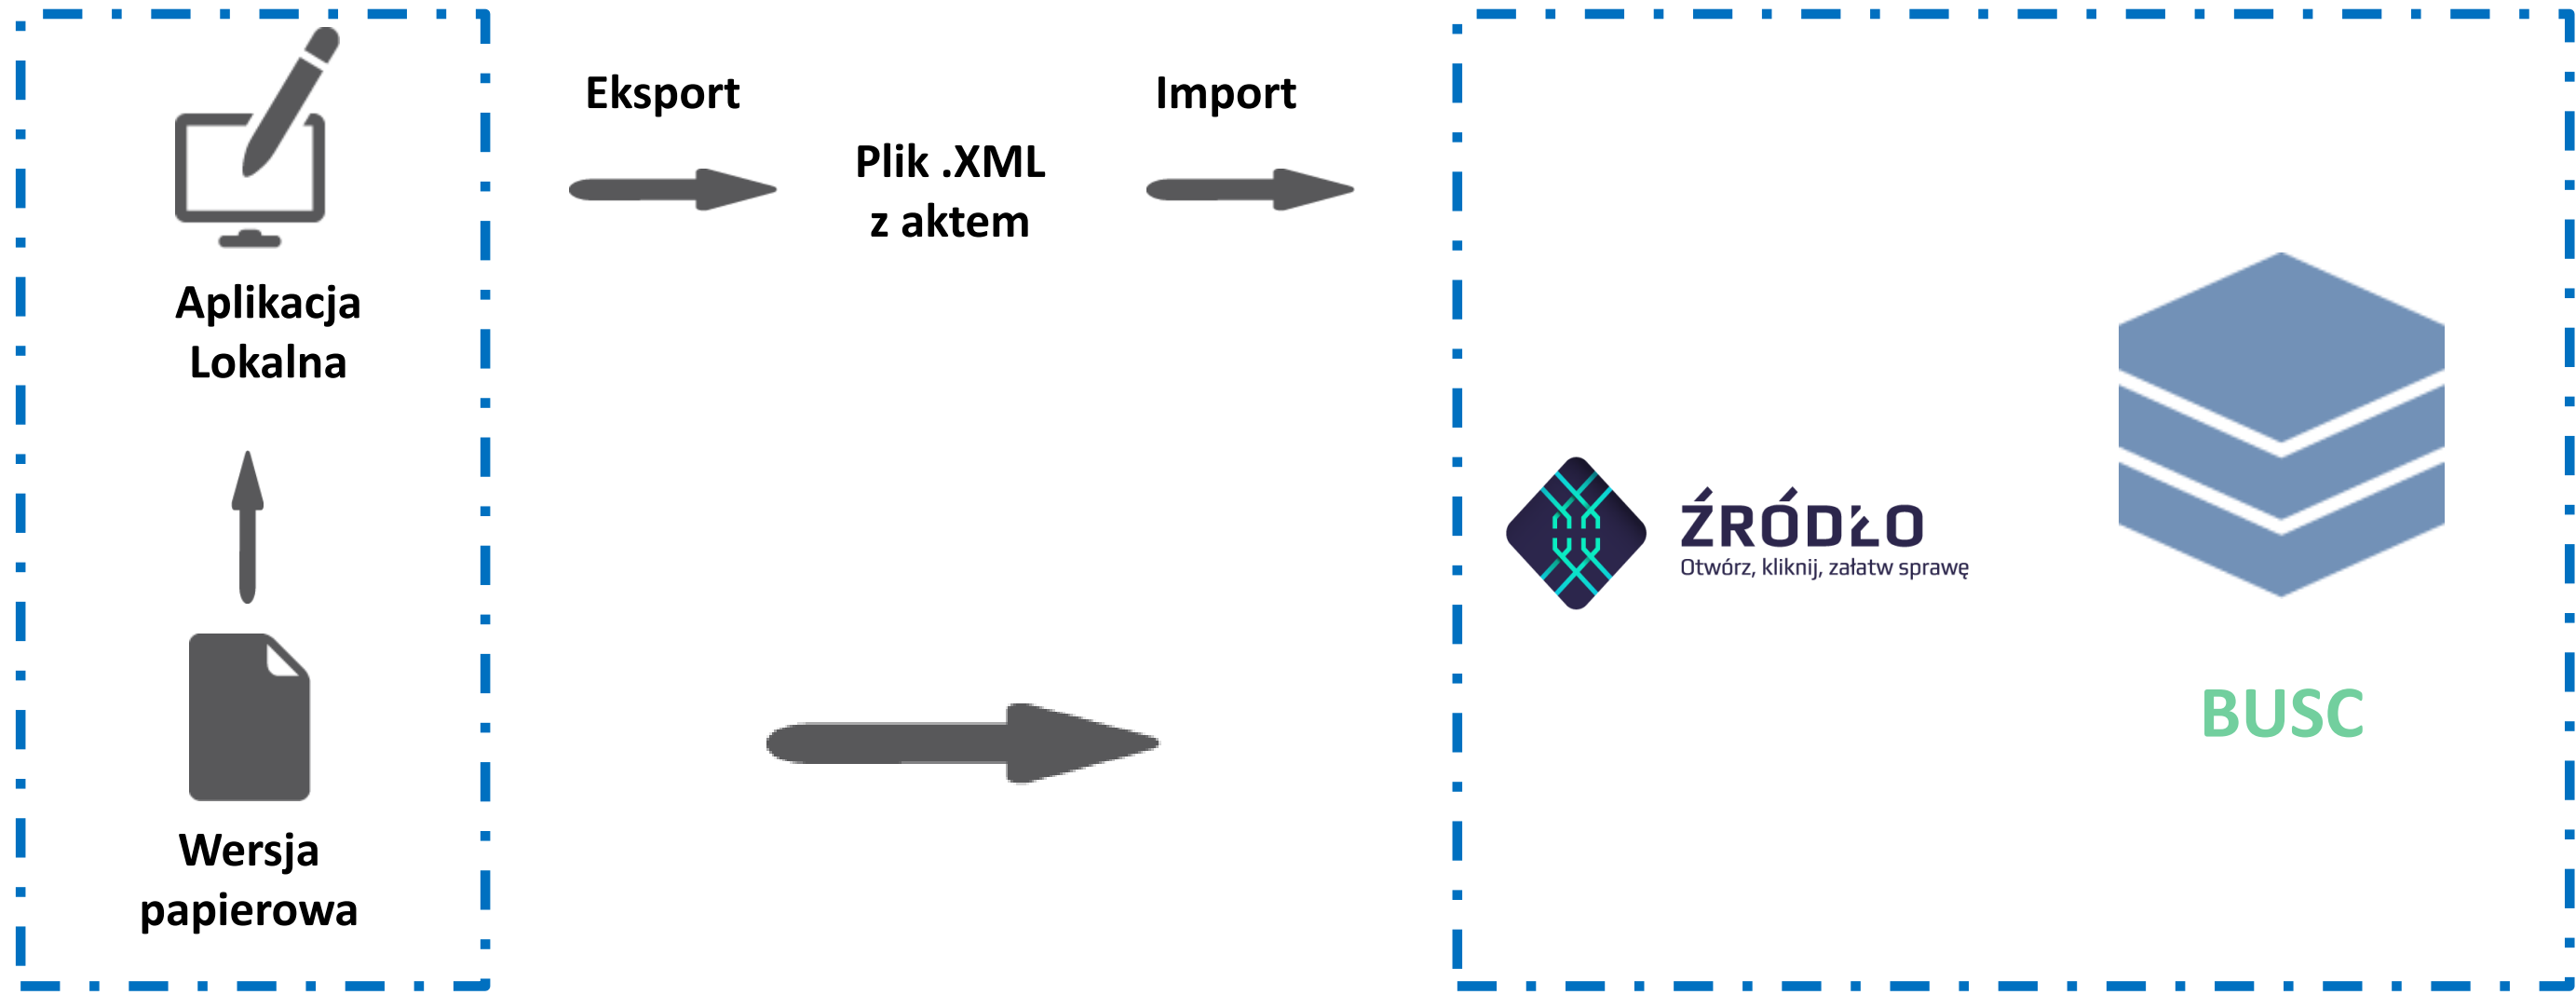 Eksport
Import
Plik .XML
z aktem
Aplikacja
Lokalna
ŹRÓDŁO
Otwórz, kliknij, załatw sprawę
BUSC
Wersja
papierowa